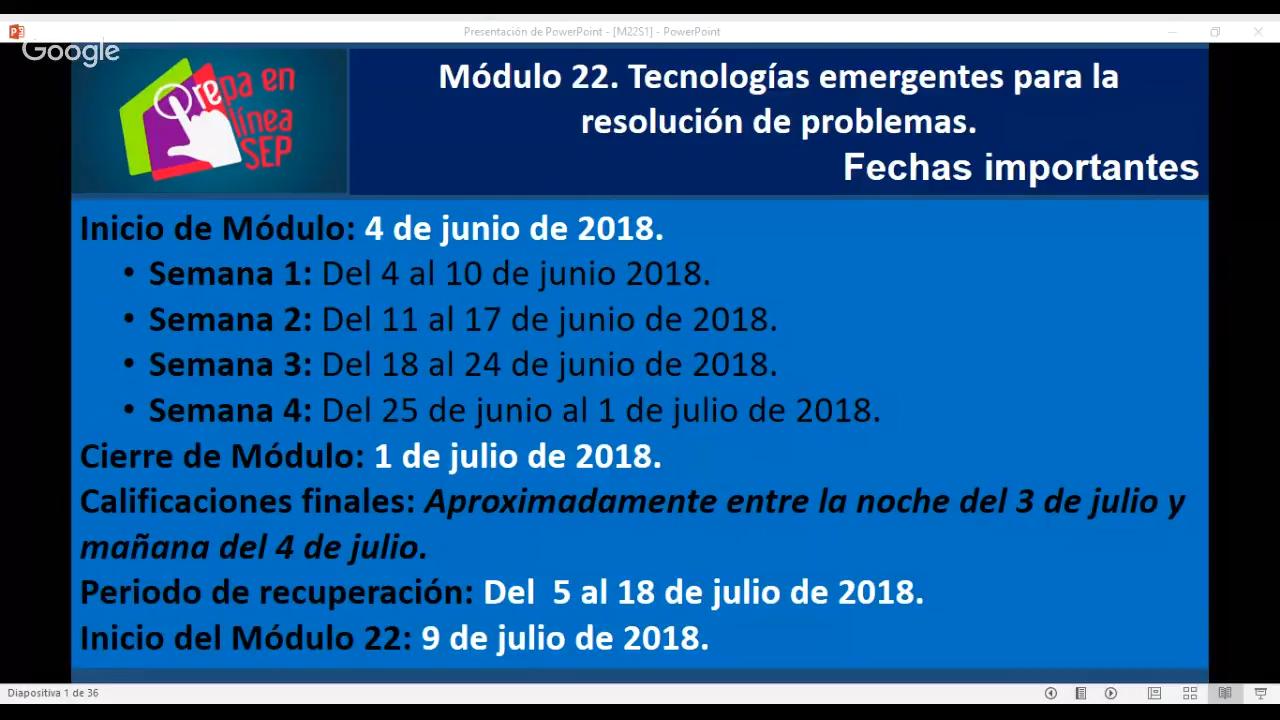 Presentación de PowerPoint - [M22S1] - PowerPoint
Google
Prepa en
línea
SEP
Módulo 22. Tecnologías emergentes para la
resolución de problemas.
Fechas importantes
Inicio de Módulo: 4 de junio de 2018.
• Semana 1: Del 4 al 10 de junio 2018.
• Semana 2: Del 11 al 17 de junio de 2018.
• Semana 3: Del 18 al 24 de junio de 2018.
• Semana 4: Del 25 de junio al 1 de julio de 2018.
Cierre de Módulo: 1 de julio de 2018.
Calificaciones finales: Aproximadamente entre la noche del 3 de julio y
mañana del 4 de julio.
Periodo de recuperación: Del  5 al 18 de julio de 2018.
Inicio del Módulo 22: 9 de julio de 2018.
Diapositiva 1 de 36